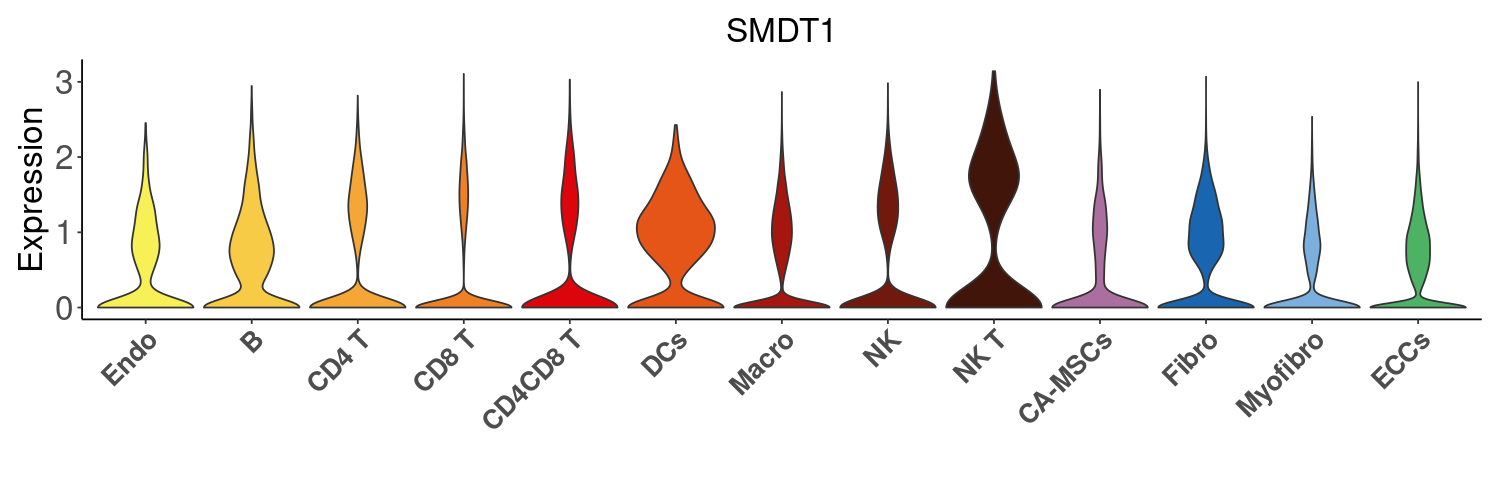 SMDT1
Expression
3
2
1
0
Endo
B
CD4 T
CD8 T
CD4CD8 T
DCs
Macro
NK
NK T
CA-MSCs
Fibro
Myofibro
ECCs